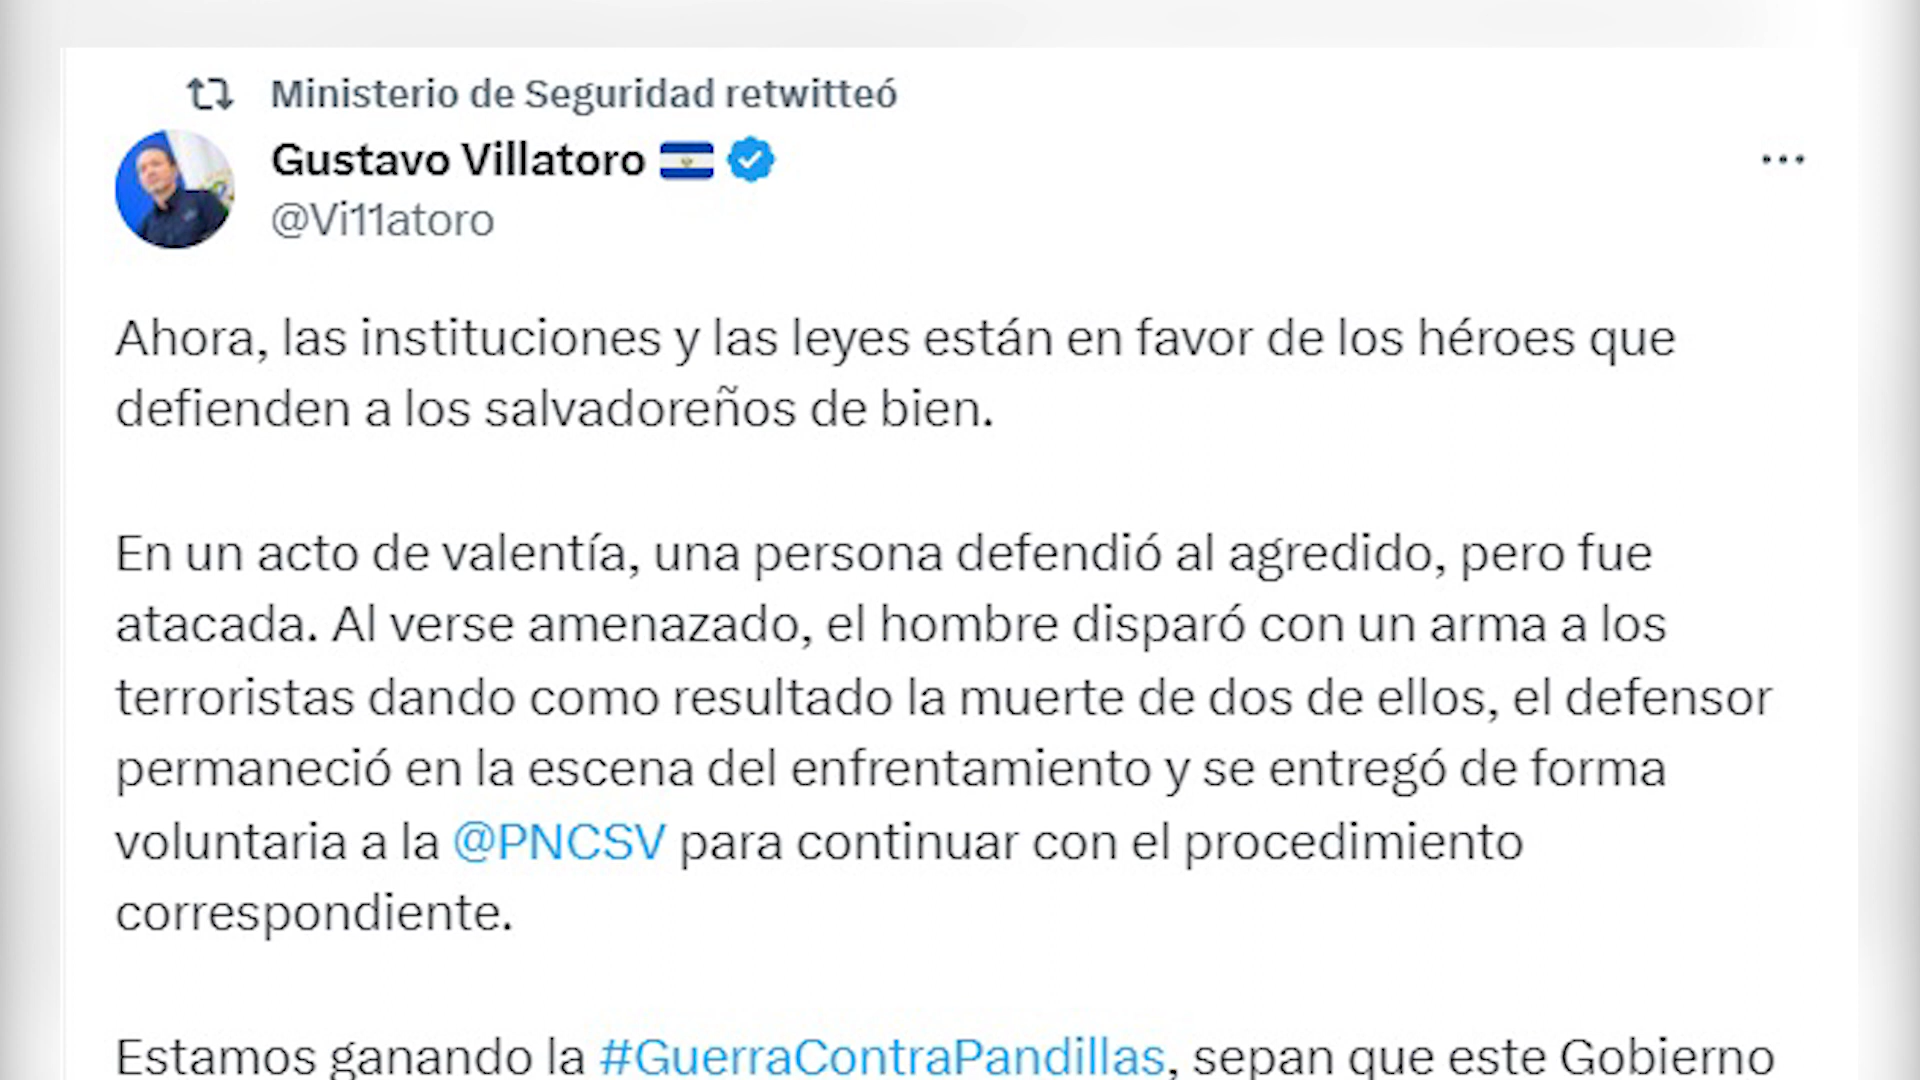 Ministerio de Seguridad retwitteó
Gustavo Villatoro
@Vi11atoro
Ahora, las instituciones y las leyes están en favor de los héroes que
defienden a los salvadoreños de bien.
En un acto de valentía, una persona defendió al agredido, pero fue
atacada. Al verse amenazado, el hombre disparó con un arma a los
terroristas dando como resultado la muerte de dos de ellos, el defensor
permaneció en la escena del enfrentamiento y se entregó de forma
voluntaria a la @PNCSV para continuar con el procedimiento
correspondiente.
Estamos ganando la #GuerraContraPandillas, sepan que este Gobierno